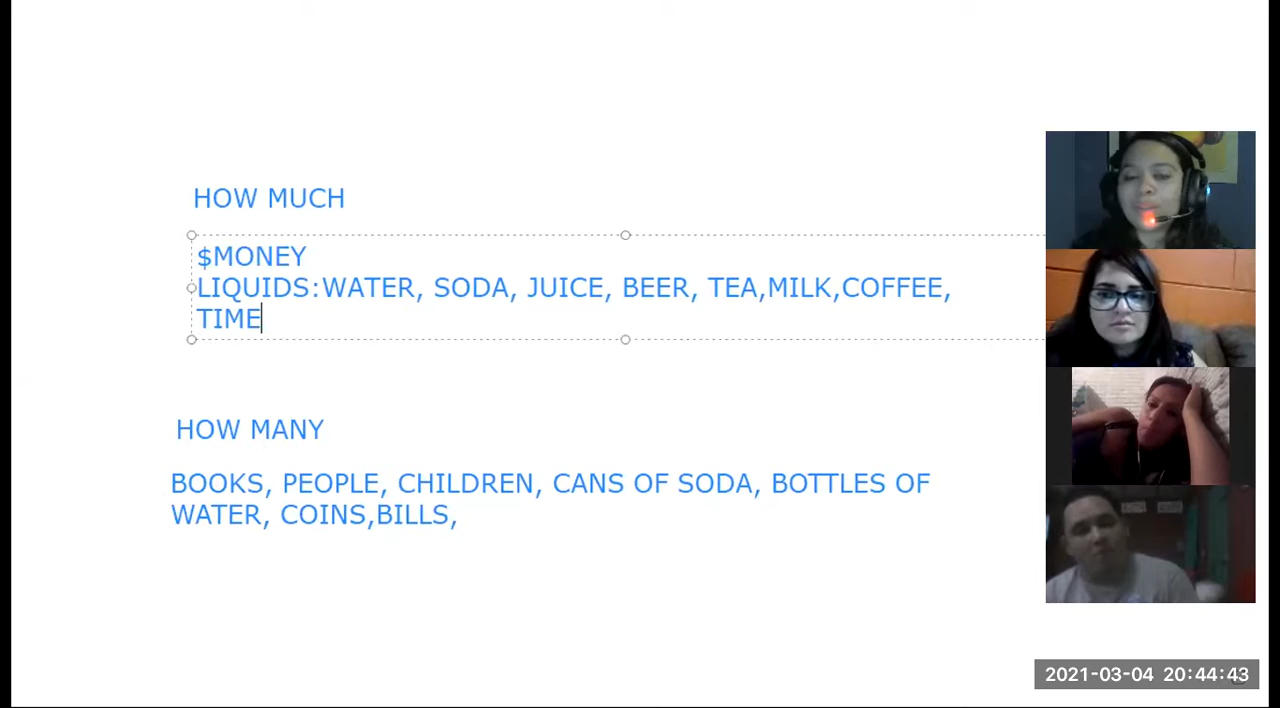 HOW MUCH
$MONEY
LIQUIDS:WATER, SODA, JUICE, BEER, TEA,MILK,COFFEE,
TIME
HOW MANY
BOOKS, PEOPLE, CHILDREN, CANS OF SODA, BOTTLES OF
WATER, COINS,BILLS,
2021-03-04 20:44:43